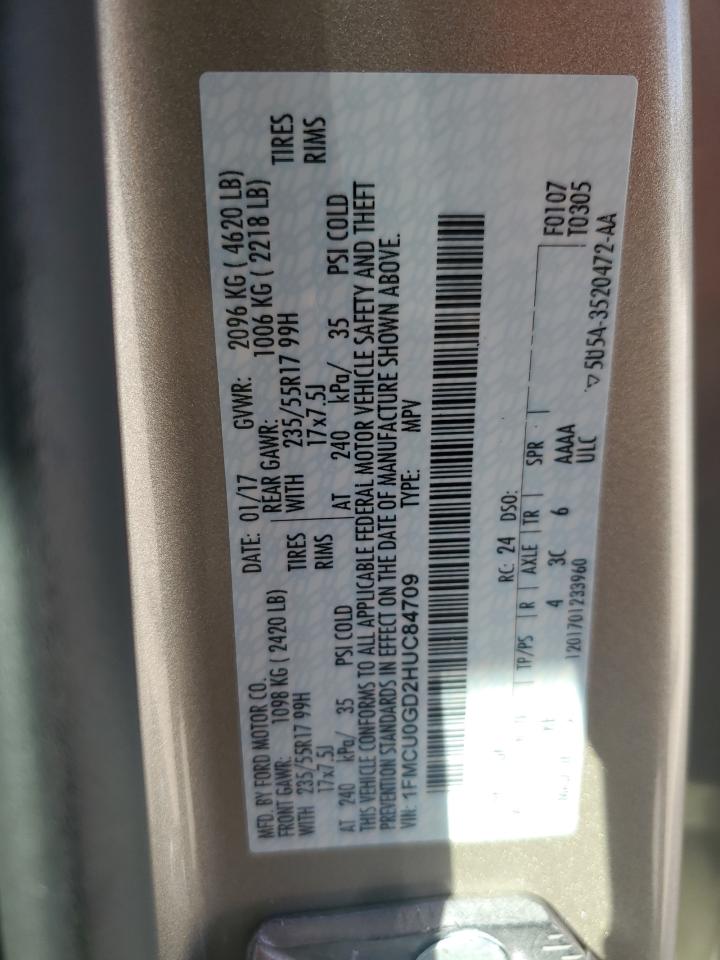 MFD. BY FORD MOTOR CO.
DATE: 01/17 GVWR: 2096 KG ( 4620 LB)
FRONT GAWR: 1098 KG ( 2420 LB) REAR GAWR: 1006 KG ( 2218 LB)
WITH 235/55R17 99H TIRES WITH 235/55R17 99H TIRES
17x7.5J RIMS 17x7.5J RIMS
AT 240 kPa/ 35 PSI COLD AT 240 kPa/ 35 PSI COLD
THIS VEHICLE CONFORMS TO ALL APPLICABLE FEDERAL MOTOR VEHICLE SAFETY AND THEFT
PREVENTION STANDARDS IN EFFECT ON THE DATE OF MANUFACTURE SHOWN ABOVE.
VIN: 1FMCU0GD2HUC84709 TYPE: MPV
RC: 24 DSO: F0107
T0305
TP/PS R AXLE TR SPR
4 3C 6 AAAA
1201701233960 ULC
▽ 5U54-3520472-AA